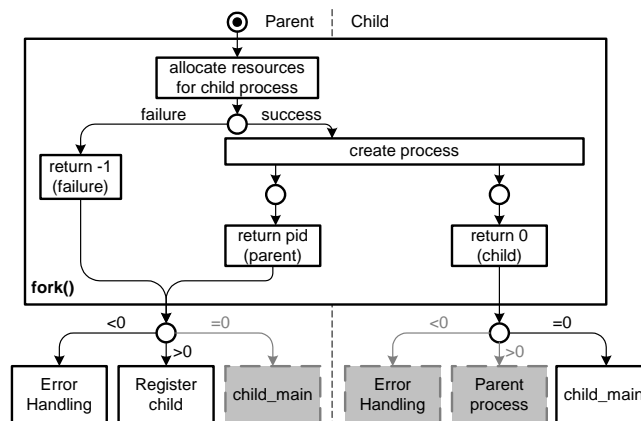 Parent
Child
allocate resources
for child process
failure
success
create process
return -1
(failure)
return pid
(parent)
return 0
(child)
fork()
<0
=0
>0
<0
=0
>0
Error
Handling
Register
child
child_main
Error
Handling
Parent
process
child_main